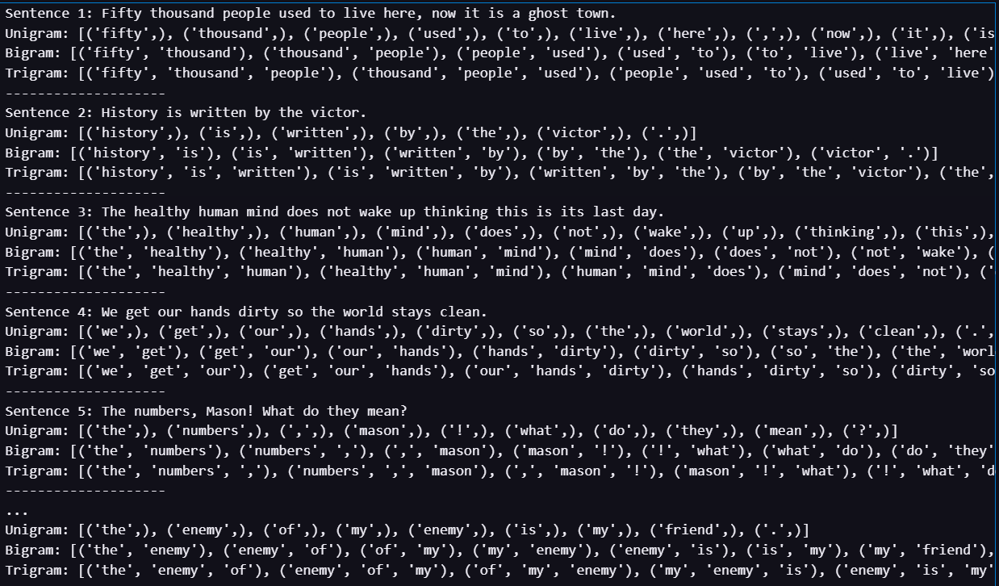 Sentence 1: Fifty thousand people used to live here, now it is a ghost town.
Unigram: [('fifty',), ('thousand',), ('people',), ('used',), ('to',), ('live',), ('here',), (',',), ('now',), ('it',), ('is
Bigram: [('fifty', 'thousand'), ('thousand', 'people'), ('people', 'used'), ('used', 'to'), ('to', 'live'), ('live', 'here'
Trigram: [('fifty', 'thousand', 'people'), ('thousand', 'people', 'used'), ('people', 'used', 'to'), ('used', 'to', 'live')
--------------------
Sentence 2: History is written by the victor.
Unigram: [('history',), ('is',), ('written',), ('by',), ('the',), ('victor',), ('.',)]
Bigram: [('history', 'is'), ('is', 'written'), ('written', 'by'), ('by', 'the'), ('the', 'victor'), ('victor', '.')]
Trigram: [('history', 'is', 'written'), ('is', 'written', 'by'), ('written', 'by', 'the'), ('by', 'the', 'victor'), ('the',
--------------------
Sentence 3: The healthy human mind does not wake up thinking this is its last day.
Unigram: [('the',), ('healthy',), ('human',), ('mind',), ('does',), ('not',), ('wake',), ('up',), ('thinking',), ('this',),
Bigram: [('the', 'healthy'), ('healthy', 'human'), ('human', 'mind'), ('mind', 'does'), ('does', 'not'), ('not', 'wake'), (
Trigram: [('the', 'healthy', 'human'), ('healthy', 'human', 'mind'), ('human', 'mind', 'does'), ('mind', 'does', 'not'), ('
--------------------
Sentence 4: We get our hands dirty so the world stays clean.
Unigram: [('we',), ('get',), ('our',), ('hands',), ('dirty',), ('so',), ('the',), ('world',), ('stays',), ('clean',), ('.',
Bigram: [('we', 'get'), ('get', 'our'), ('our', 'hands'), ('hands', 'dirty'), ('dirty', 'so'), ('so', 'the'), ('the', 'worl
Trigram: [('we', 'get', 'our'), ('get', 'our', 'hands'), ('our', 'hands', 'dirty'), ('hands', 'dirty', 'so'), ('dirty', 'so
--------------------
Sentence 5: The numbers, Mason! What do they mean?
Unigram: [('the',), ('numbers',), (',',), ('mason',), ('!',), ('what',), ('do',), ('they',), ('mean',), ('?',)]
Bigram: [('the', 'numbers'), ('numbers', ','), (',', 'mason'), ('mason', '!'), ('!', 'what'), ('what', 'do'), ('do', 'they'
Trigram: [('the', 'numbers', ','), ('numbers', ',', 'mason'), (',', 'mason', '!'), ('mason', '!', 'what'), ('!', 'what', 'd
--------------------
...
Unigram: [('the',), ('enemy',), ('of',), ('my',), ('enemy',), ('is',), ('my',), ('friend',), ('.',)]
Bigram: [('the', 'enemy'), ('enemy', 'of'), ('of', 'my'), ('my', 'enemy'), ('enemy', 'is'), ('is', 'my'), ('my', 'friend'),
Trigram: [('the', 'enemy', 'of'), ('enemy', 'of', 'my'), ('of', 'my', 'enemy'), ('my', 'enemy', 'is'), ('enemy', 'is', 'my'